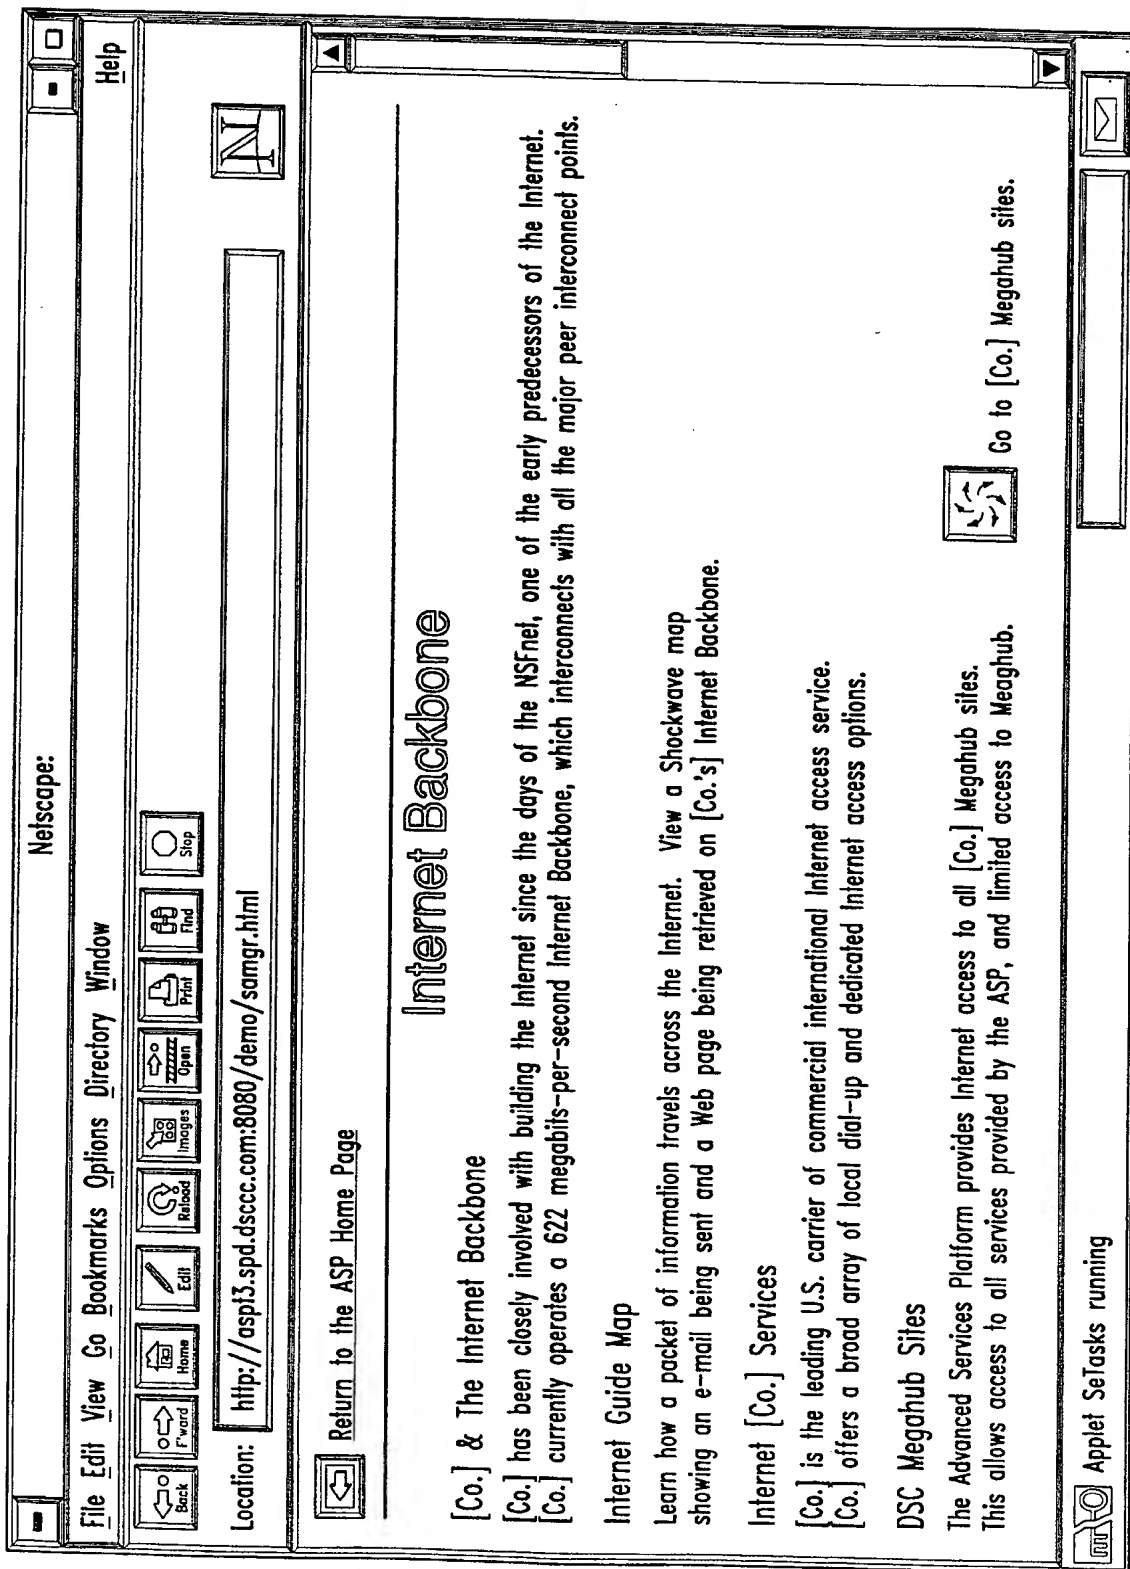 Netscape:
File Edit View Go Bookmarks Options Directory Window Help
Back F'ward Home Edit Reload Images Open Print Find Stop
Location: http://aspt3.spd.dsccc.com:8080/demo/samgr.html
N
Return to the ASP Home Page
Internet Backbone
[Co.] & The Internet Backbone
[Co.] has been closely involved with building the Internet since the days of the NSFnet, one of the early predecessors of the Internet.
[Co.] currently operates a 622 megabits-per-second Internet Backbone, which interconnects with all the major peer interconnect points.
Internet Guide Map
Learn how a packet of information travels across the Internet. View a Shockwave map
showing an e-mail being sent and a Web page being retrieved on [Co.'s] Internet Backbone.
Internet [Co.] Services
[Co.] is the leading U.S. carrier of commercial international Internet access service.
[Co.] offers a broad array of local dial-up and dedicated Internet access options.
DSC Megahub Sites
The Advanced Services Platform provides Internet access to all [Co.] Megahub sites.
This allows access to all services provided by the ASP, and limited access to Meaghub.
Go to [Co.] Megahub sites.
Applet SeTasks running